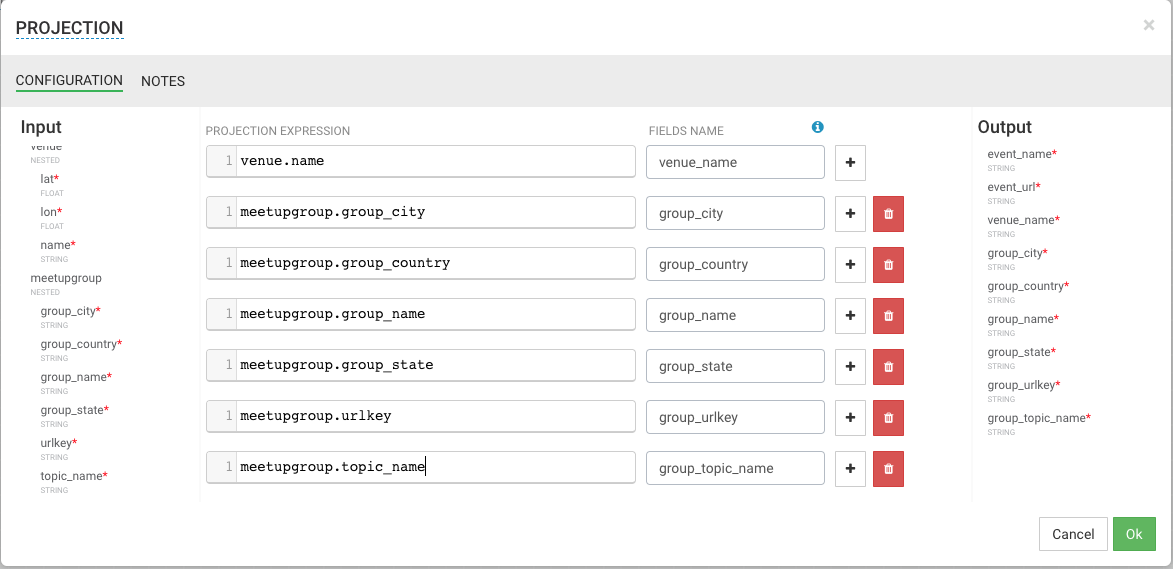 PROJECTION
×
CONFIGURATION NOTES
Input
venue
NESTED
lat*
FLOAT
lon*
FLOAT
name*
STRING
meetupgroup
NESTED
group_city*
STRING
group_country*
STRING
group_name*
STRING
group_state*
STRING
urlkey*
STRING
topic_name*
STRING
PROJECTION EXPRESSION FIELDS NAME
1 venue.name venue_name
1 meetupgroup.group_city group_city
1 meetupgroup.group_country group_country
1 meetupgroup.group_name group_name
1 meetupgroup.group_state group_state
1 meetupgroup.urlkey group_urlkey
1 meetupgroup.topic_name group_topic_name
Output
event_name*
STRING
event_url*
STRING
venue_name*
STRING
group_city*
STRING
group_country*
STRING
group_name*
STRING
group_state*
STRING
group_urlkey*
STRING
group_topic_name*
STRING
Cancel Ok